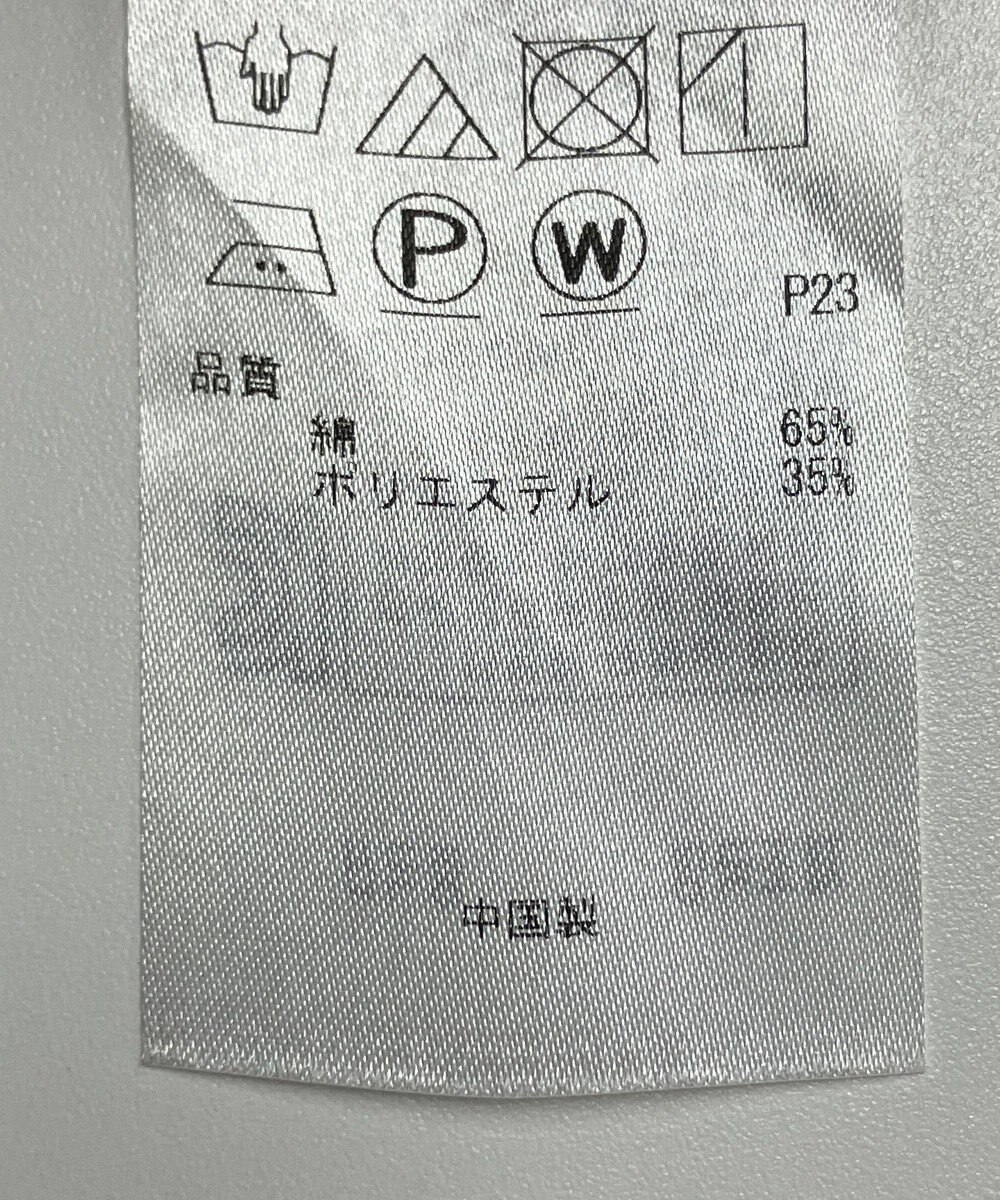 P W
P23
品質
綿 65%
ポリエステル 35%
中国製